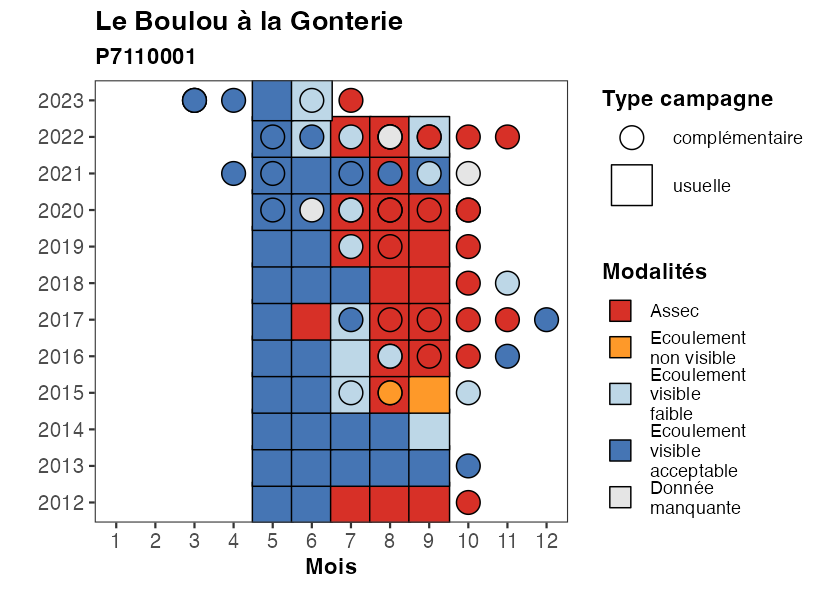 Le Boulou à la Gonterie
P7110001
2023
2022
2021
2020
2019
2018
2017
2016
2015
2014
2013
2012
1 2 3 4 5 6 7 8 9 10 11 12
Mois
Type campagne
complémentaire
usuelle
Modalités
Assec
Ecoulement
non visible
Ecoulement
visible
faible
Ecoulement
visible
acceptable
Donnée
manquante